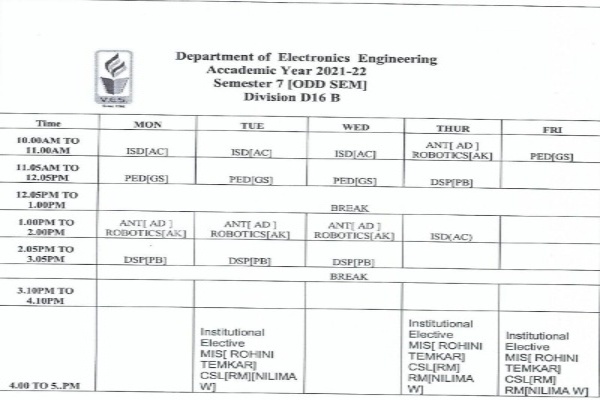 Department of Electronics Engineering
Accademic Year 2021-22
Semester 7 [ODD SEM]
Division D16 B
V.E.S.
Time MON TUE WED THUR FRI
10.00AM TO
11.00AM ISD[AC] ISD[AC] ISD[AC] ANT[ AD ]
ROBOTICS[AK] PED[GS]
11.05AM TO
12.05PM PED[GS] PED[GS] PED[GS] DSP[PB]
12.05PM TO
1.00PM BREAK
1.00PM TO
2.00PM ANT[ AD ]
ROBOTICS[AK] ANT[ AD ]
ROBOTICS[AK] ANT[ AD ]
ROBOTICS[AK] ISD(AC)
2.05PM TO
3.05PM DSP[PB] DSP[PB] DSP[PB]
BREAK
3.10PM TO
4.10PM
4.00 TO 5..PM
Institutional
Elective
MIS[ ROHINI
TEMKAR]
CSL[RM][NILIMA
W]
Institutional
Elective
MIS[ ROHINI
TEMKAR]
CSL[RM]
RM[NILIMA
W]
Institutional
Elective
MIS[ ROHINI
TEMKAR]
CSL[RM]
RM[NILIMA W]